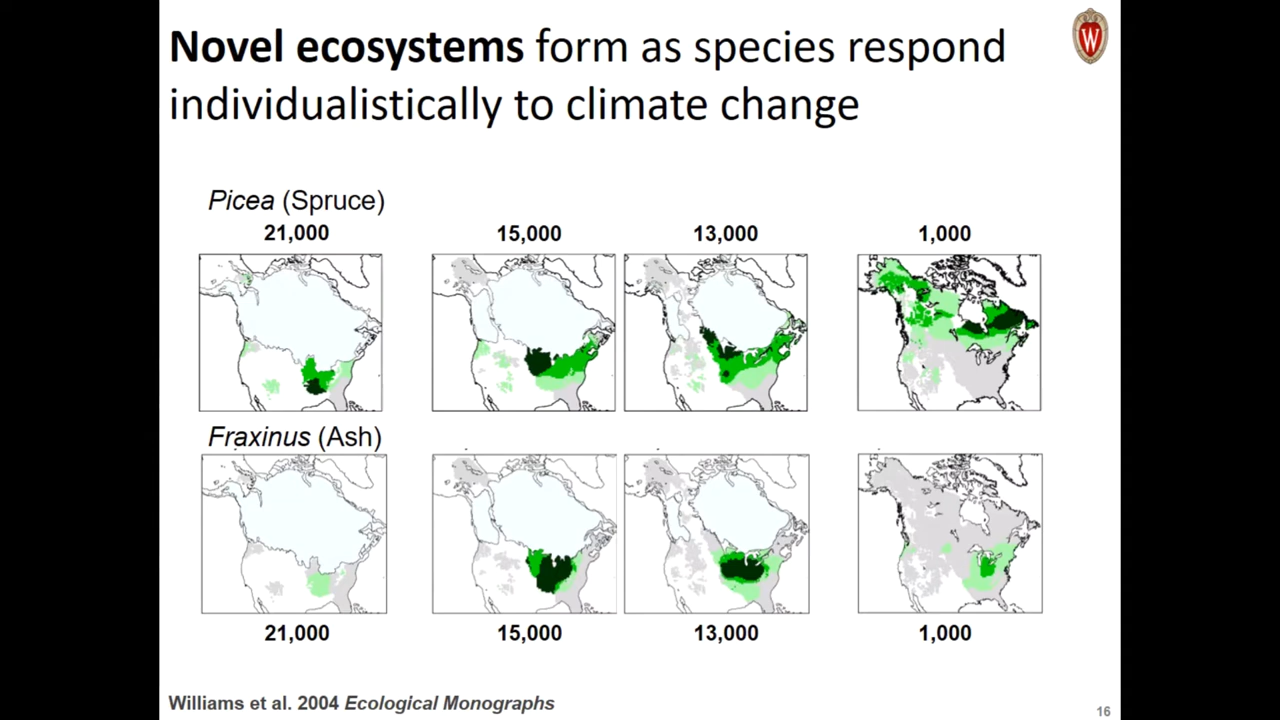 Novel ecosystems form as species respond
individualistically to climate change
W
Picea (Spruce)
21,000
15,000
13,000
1,000
Fraxinus (Ash)
21,000
15,000
13,000
1,000
Williams et al. 2004 Ecological Monographs
16